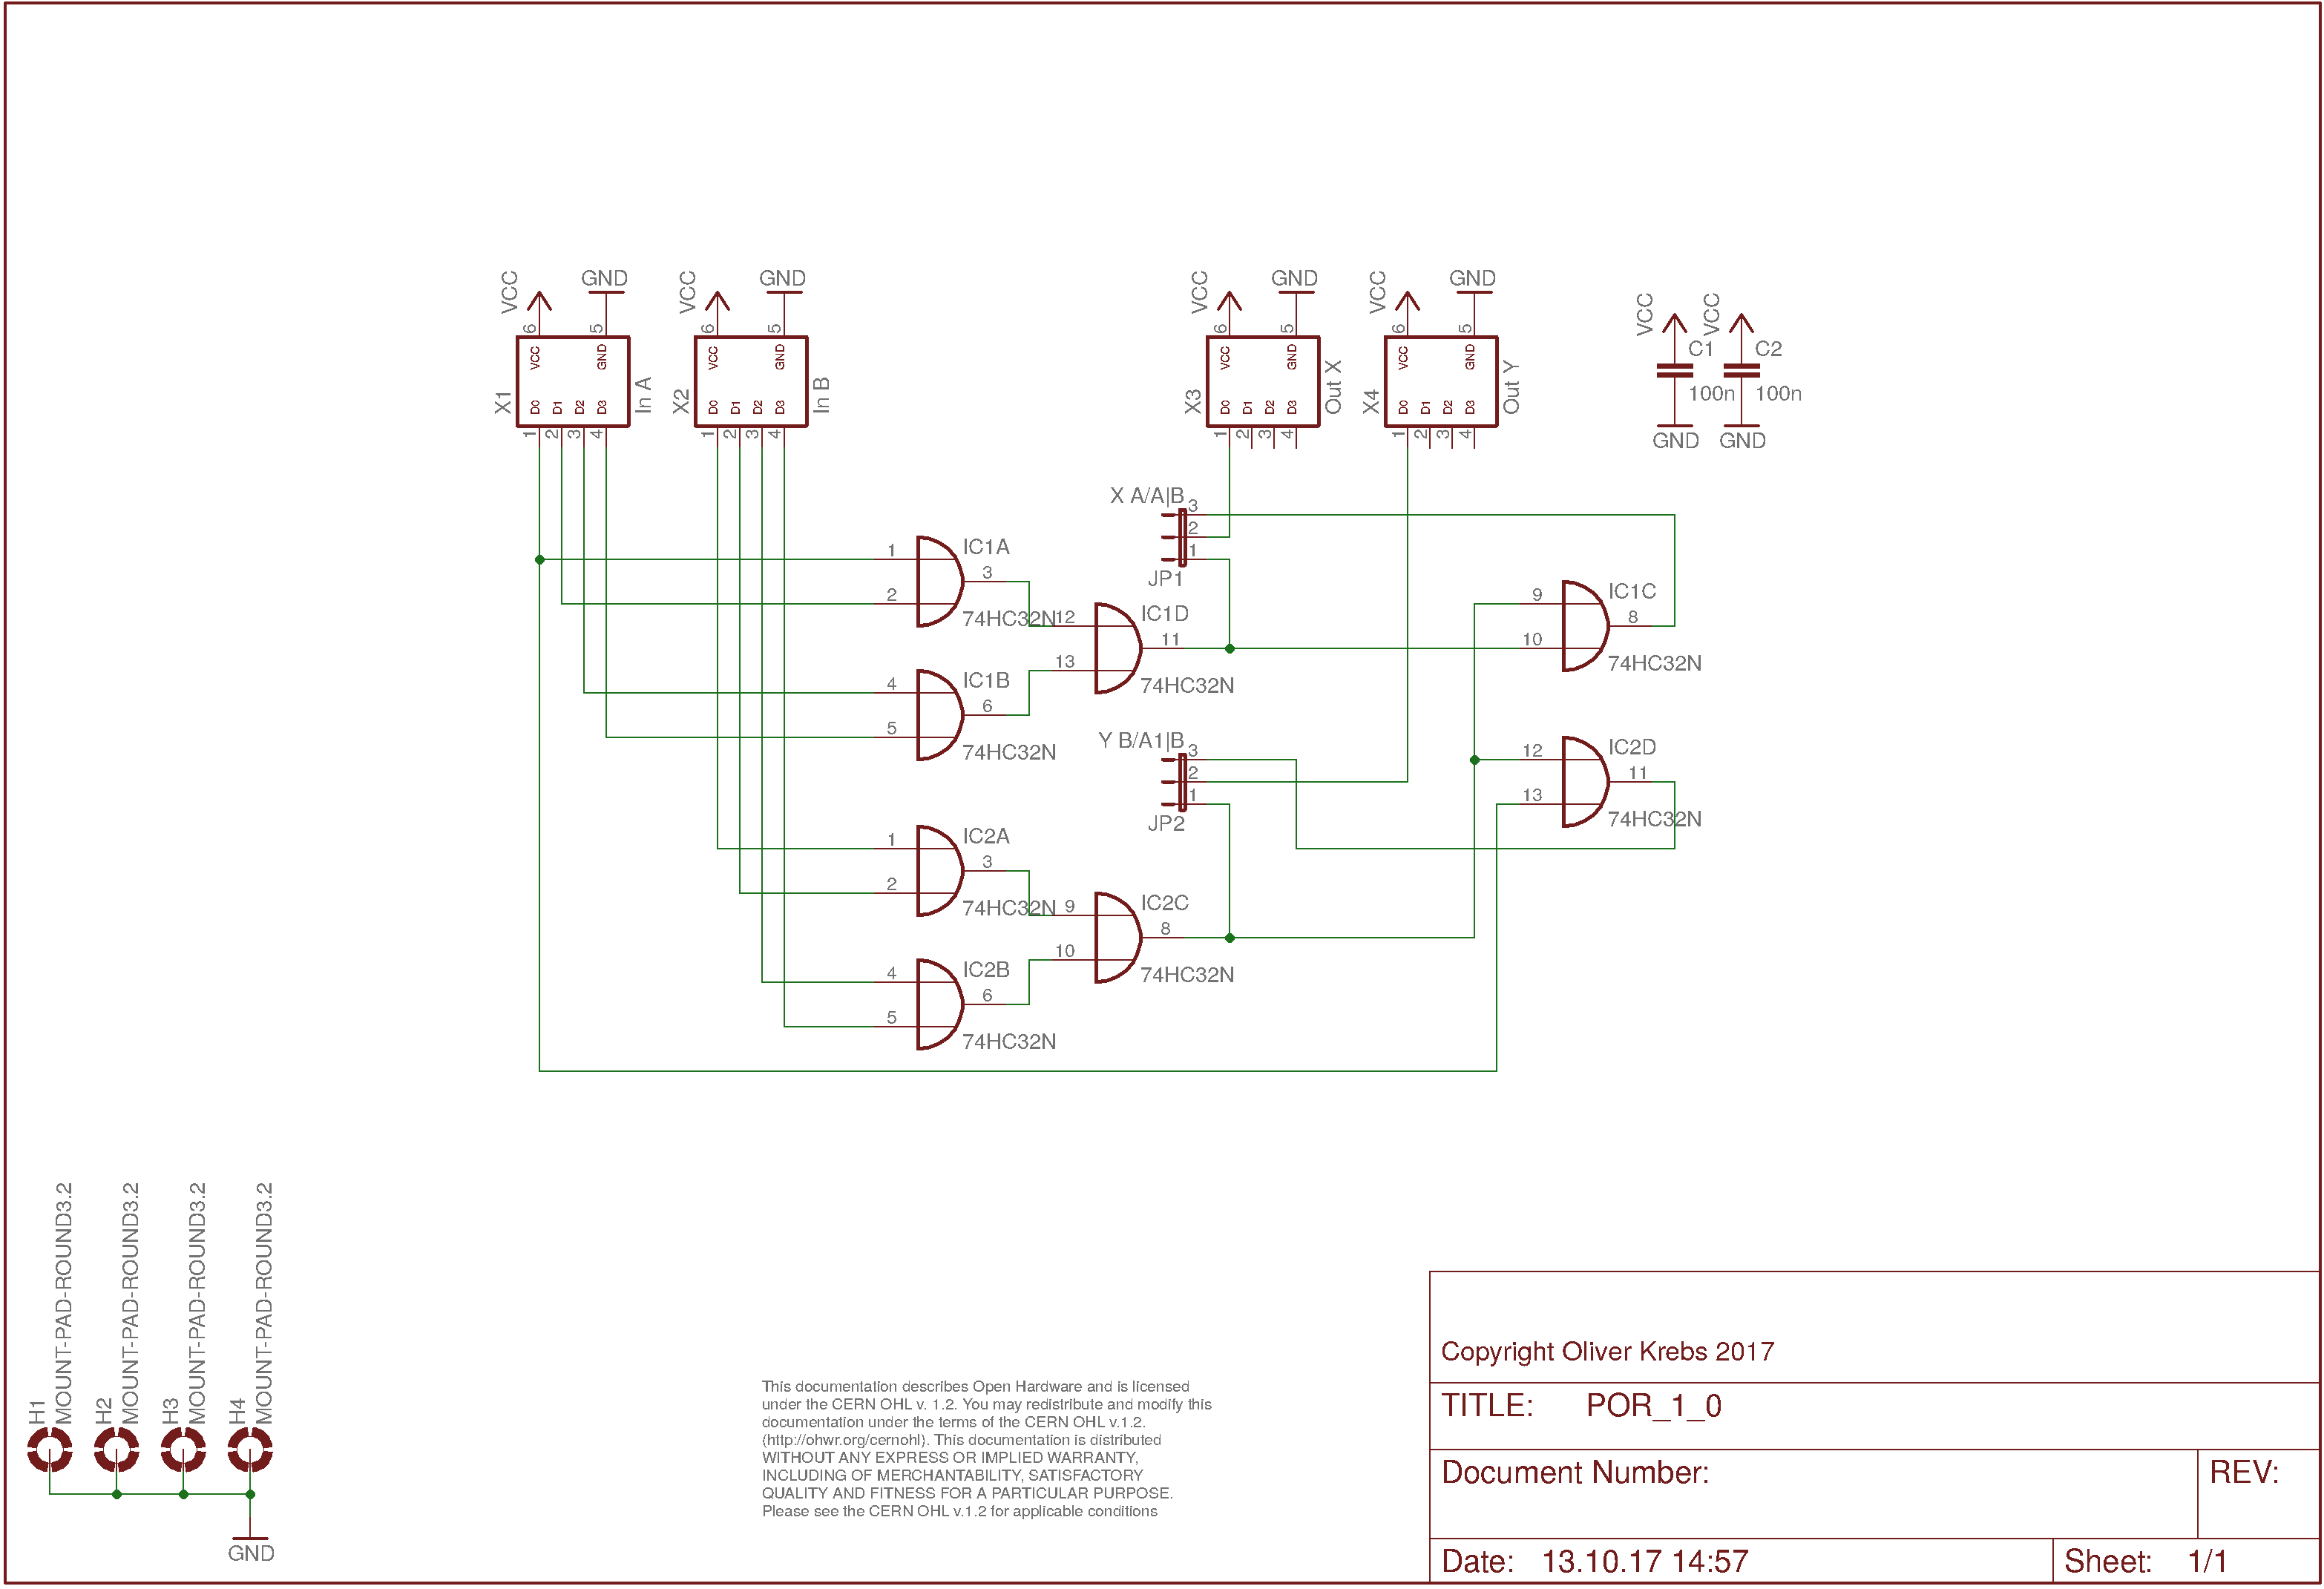 VCC
GND
VCC
GND
VCC
GND
VCC
GND
VCC
VCC
6
5
6
5
6
5
6
5
VCC
GND
VCC
GND
VCC
GND
VCC
GND
C1
C2
100n
100n
GND
GND
X1
D0
D1
D2
D3
In A
X2
D0
D1
D2
D3
In B
X3
D0
D1
D2
D3
Out X
X4
D0
D1
D2
D3
Out Y
1
2
3
4
1
2
3
4
1
2
3
4
1
2
3
4
X A/A|B
3
2
1
JP1
1
2
IC1A
3
74HC32N
12
13
IC1D
11
74HC32N
9
10
IC1C
8
74HC32N
4
5
IC1B
6
74HC32N
Y B/A1|B
3
2
1
JP2
12
13
IC2D
11
74HC32N
1
2
IC2A
3
74HC32N
9
10
IC2C
8
74HC32N
4
5
IC2B
6
74HC32N
H1
MOUNT-PAD-ROUND3.2
H2
MOUNT-PAD-ROUND3.2
H3
MOUNT-PAD-ROUND3.2
H4
MOUNT-PAD-ROUND3.2
GND
This documentation describes Open Hardware and is licensed
under the CERN OHL v. 1.2. You may redistribute and modify this
documentation under the terms of the CERN OHL v.1.2.
(http://ohwr.org/cernohl). This documentation is distributed
WITHOUT ANY EXPRESS OR IMPLIED WARRANTY,
INCLUDING OF MERCHANTABILITY, SATISFACTORY
QUALITY AND FITNESS FOR A PARTICULAR PURPOSE.
Please see the CERN OHL v.1.2 for applicable conditions
Copyright Oliver Krebs 2017
TITLE: POR_1_0
Document Number:
REV:
Date: 13.10.17 14:57
Sheet: 1/1